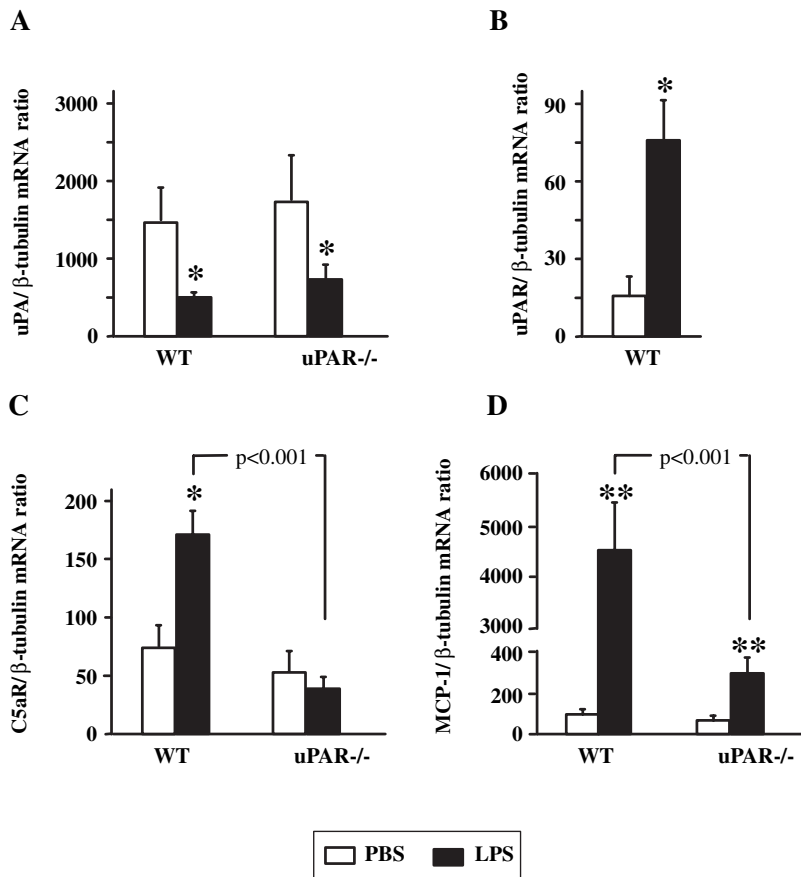 A
uPA/ β-tubulin mRNA ratio
3000
2000
1000
0
*
*
WT
uPAR-/-
B
uPAR/ β-tubulin mRNA ratio
90
60
30
0
*
WT
C
C5aR/ β-tubulin mRNA ratio
200
150
100
50
0
*
p<0.001
WT
uPAR-/-
D
MCP-1/ β-tubulin mRNA ratio
6000
5000
4000
3000
400
200
0
**
p<0.001
**
WT
uPAR-/-
PBS LPS